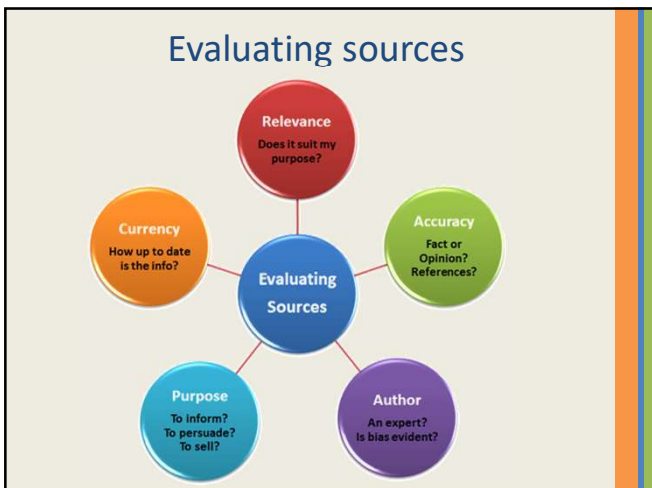 Evaluating sources
Relevance
Does it suit my
purpose?
Currency
How up to date
is the info?
Accuracy
Fact or
Opinion?
References?
Evaluating
Sources
Purpose
To inform?
To persuade?
To sell?
Author
An expert?
Is bias evident?